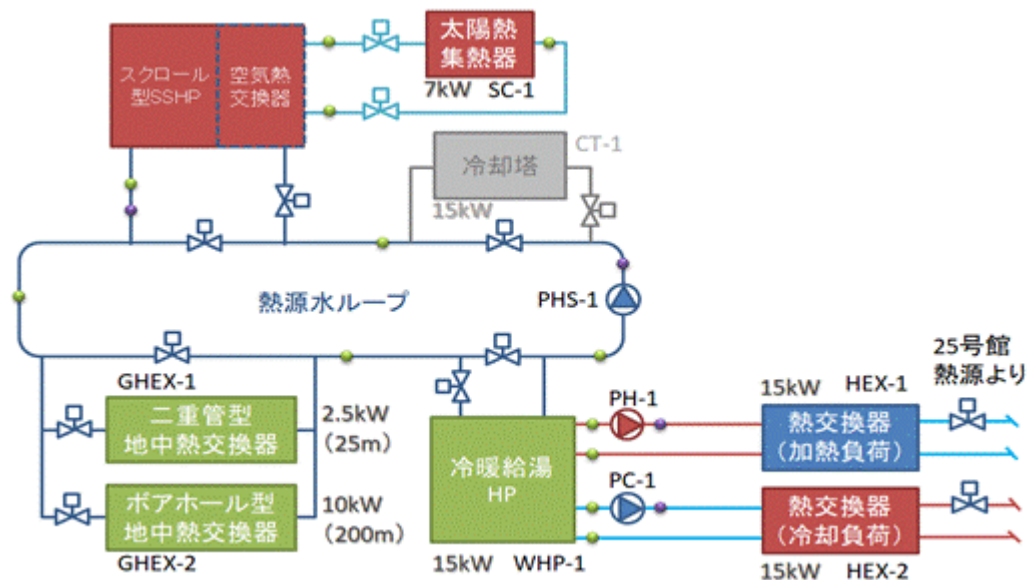 スクロール
型SSHP
空気熱
交換器
太陽熱
集熱器
7kW SC-1
冷却塔
CT-1
15kW
熱源水ループ
PHS-1
GHEX-1
二重管型
地中熱交換器
2.5kW
(25m)
ボアホール型
地中熱交換器
10kW
(200m)
GHEX-2
冷暖給湯
HP
15kW WHP-1
PH-1
PC-1
15kW HEX-1
熱交換器
(加熱負荷)
25号館
熱源より
熱交換器
(冷却負荷)
15kW HEX-2